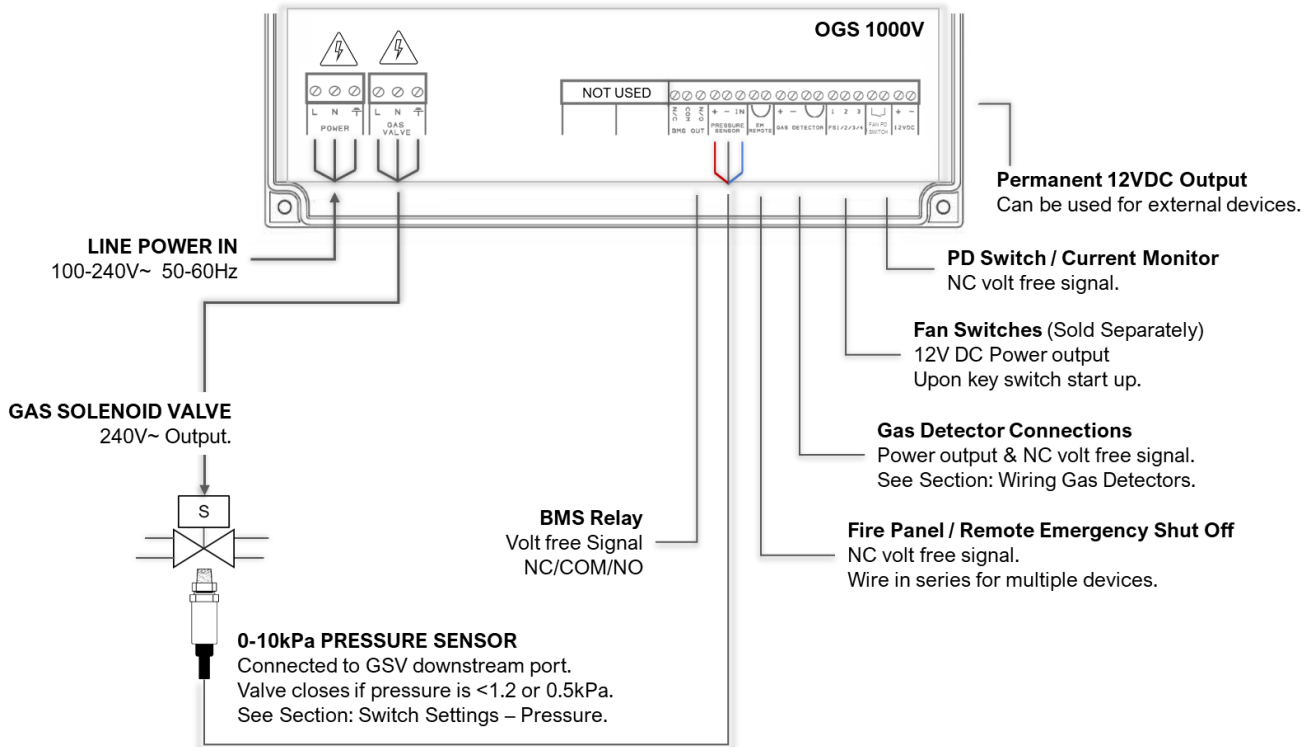 OGS 1000V
NOT USED
L N
POWER
L N
GAS
VALVE
N/C COM N/O
BMS OUT
+ - IN
PRESSURE
SENSOR
EM
REMOTE
+ -
GAS DETECTOR
1 2 3
FS1/2/3/4
FAN PD
SWITCH
+ -
12VDC
Permanent 12VDC Output
Can be used for external devices.
LINE POWER IN
100-240V~ 50-60Hz
PD Switch / Current Monitor
NC volt free signal.
Fan Switches (Sold Separately)
12V DC Power output
Upon key switch start up.
GAS SOLENOID VALVE
240V~ Output.
Gas Detector Connections
Power output & NC volt free signal.
See Section: Wiring Gas Detectors.
S
BMS Relay
Volt free Signal
NC/COM/NO
Fire Panel / Remote Emergency Shut Off
NC volt free signal.
Wire in series for multiple devices.
0-10kPa PRESSURE SENSOR
Connected to GSV downstream port.
Valve closes if pressure is <1.2 or 0.5kPa.
See Section: Switch Settings – Pressure.